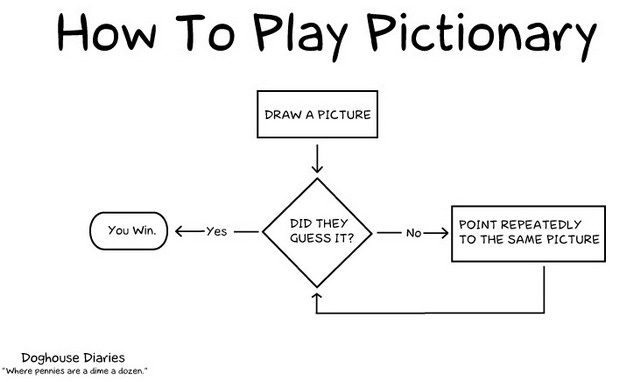 How To Play Pictionary
DRAW A PICTURE
DID THEY
GUESS IT?
Yes
You Win.
No
POINT REPEATEDLY
TO THE SAME PICTURE
Doghouse Diaries
"Where pennies are a dime a dozen."